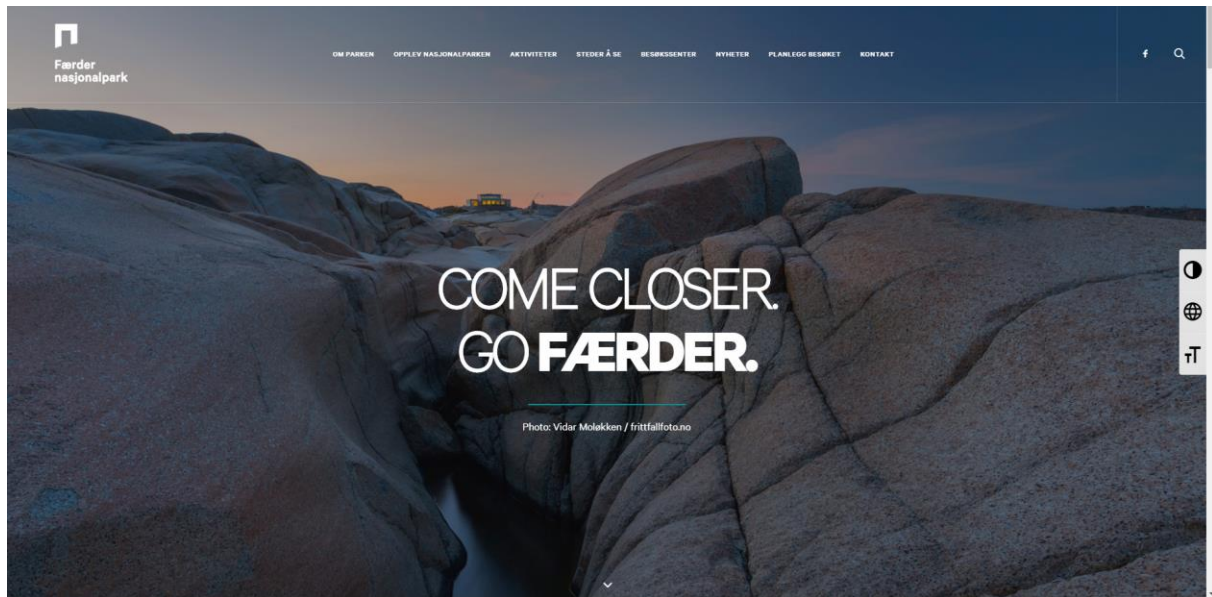 Færder
nasjonalpark
OM PARKEN OPPLEV NASJONALPARKEN AKTIVITETER STEDER Å SE BESØKSSENTER NYHETER PLANLEGG BESØKET KONTAKT
COME CLOSER.
GO FÆRDER.
Photo: Vidar Moløkken / frittfallfoto.no